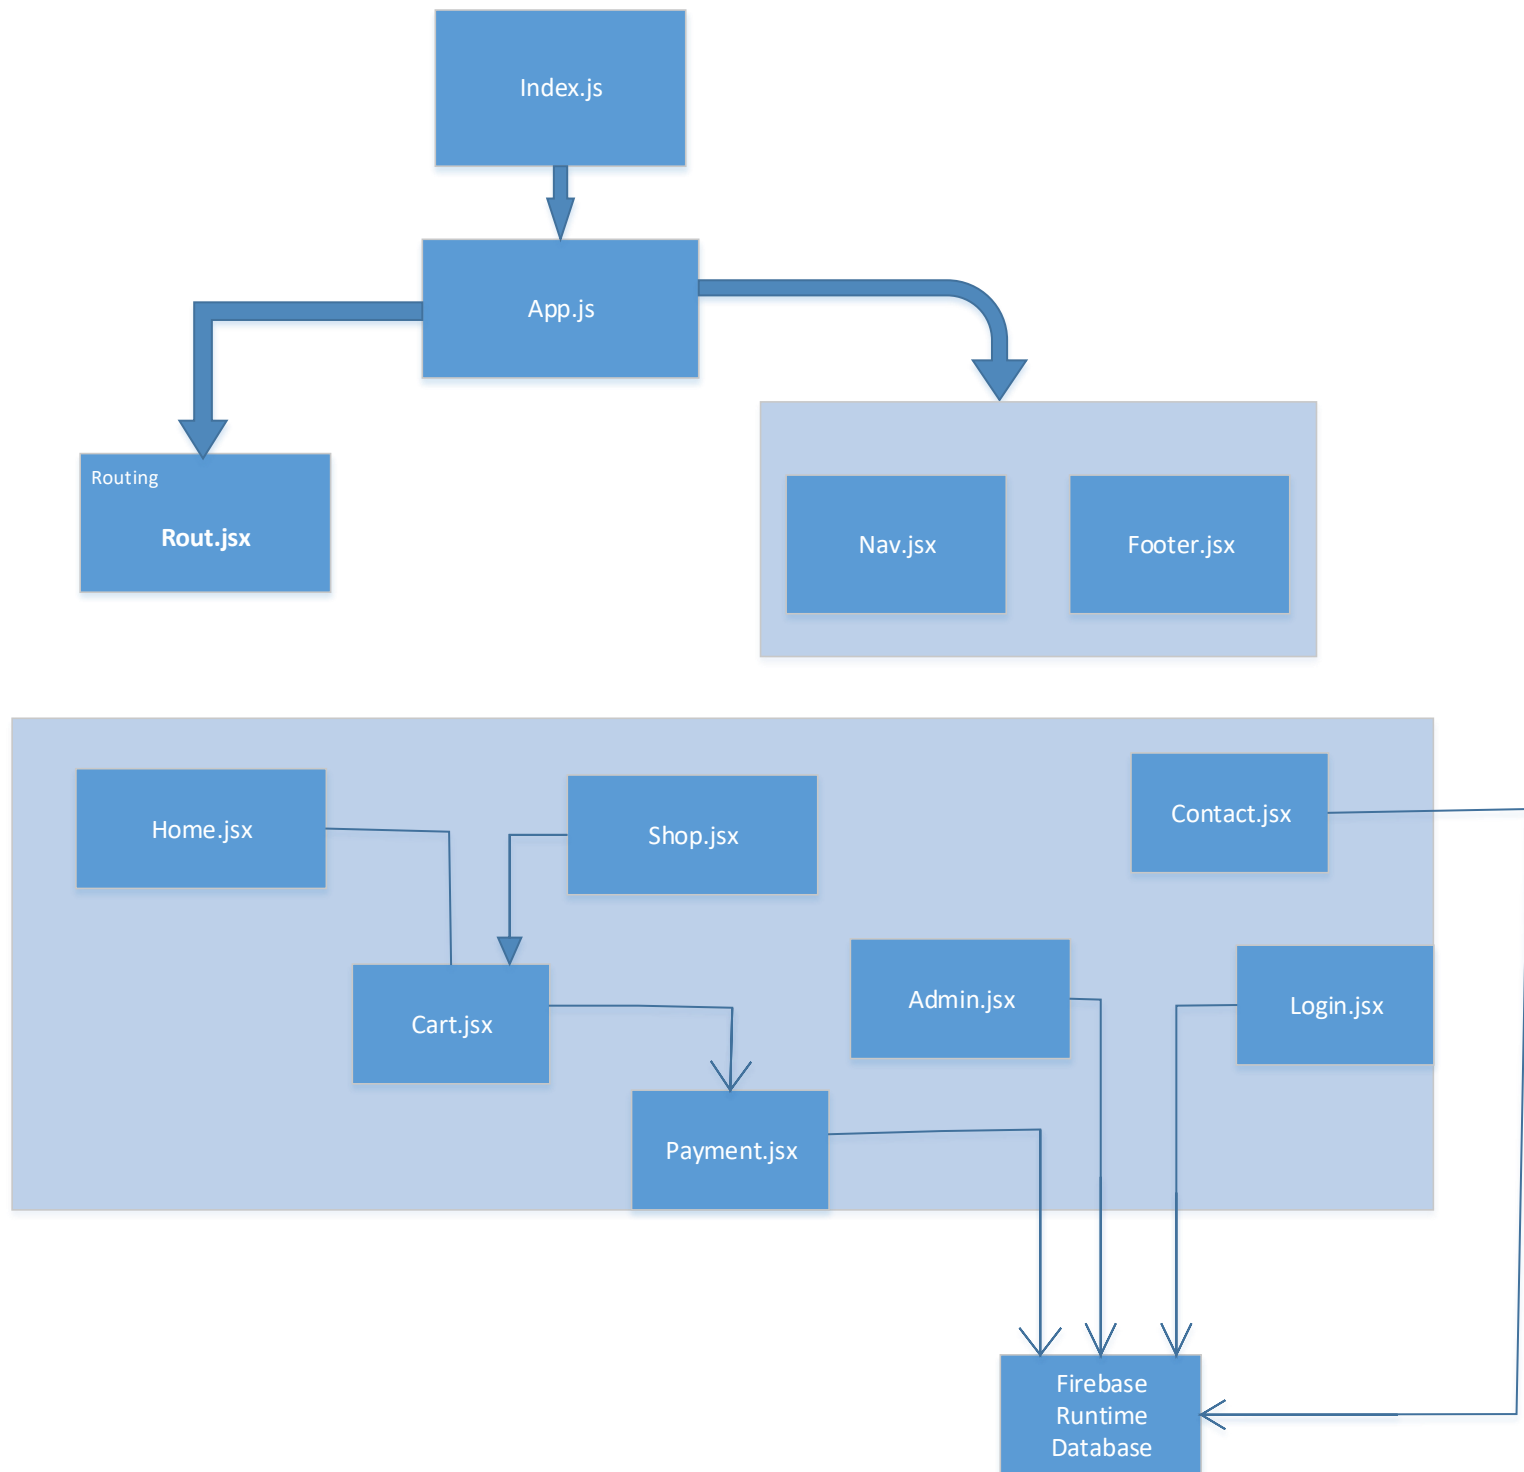 Index.js
App.js
Routing
Rout.jsx
Nav.jsx
Footer.jsx
Home.jsx
Shop.jsx
Contact.jsx
Cart.jsx
Admin.jsx
Login.jsx
Payment.jsx
Firebase
Runtime
Database